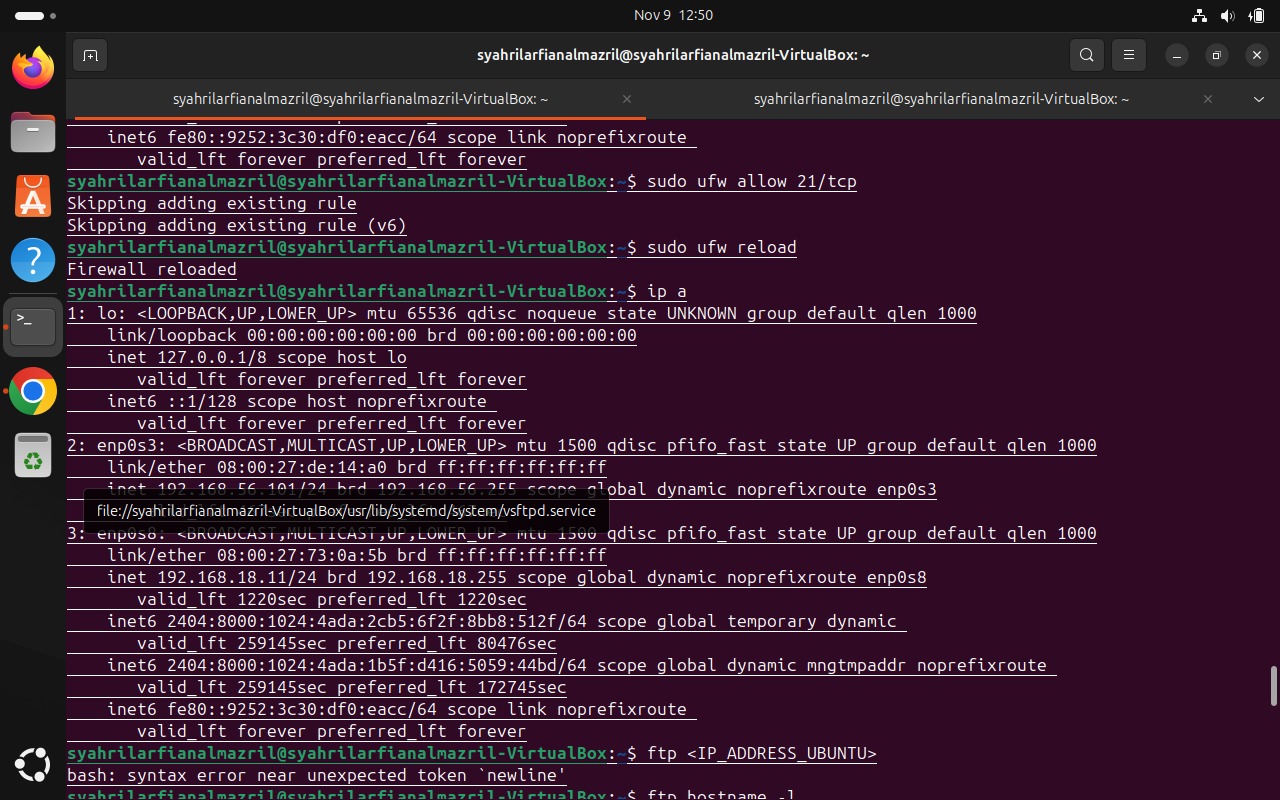 Nov 9 12:50
syahrilarfianalmazril@syahrilarfianalmazril-VirtualBox: ~
syahrilarfianalmazril@syahrilarfianalmazril-VirtualBox: ~
syahrilarfianalmazril@syahrilarfianalmazril-VirtualBox: ~
inet6 fe80::9252:3c30:df0:eacc/64 scope link noprefixroute
valid_lft forever preferred_lft forever
syahrilarfianalmazril@syahrilarfianalmazril-VirtualBox:~$ sudo ufw allow 21/tcp
Skipping adding existing rule
Skipping adding existing rule (v6)
syahrilarfianalmazril@syahrilarfianalmazril-VirtualBox:~$ sudo ufw reload
Firewall reloaded
syahrilarfianalmazril@syahrilarfianalmazril-VirtualBox:~$ ip a
1: lo: <LOOPBACK,UP,LOWER_UP> mtu 65536 qdisc noqueue state UNKNOWN group default qlen 1000
link/loopback 00:00:00:00:00:00 brd 00:00:00:00:00:00
inet 127.0.0.1/8 scope host lo
valid_lft forever preferred_lft forever
inet6 ::1/128 scope host noprefixroute
valid_lft forever preferred_lft forever
2: enp0s3: <BROADCAST,MULTICAST,UP,LOWER_UP> mtu 1500 qdisc pfifo_fast state UP group default qlen 1000
link/ether 08:00:27:de:14:a0 brd ff:ff:ff:ff:ff:ff
inet 192.168.56.101/24 brd 192.168.56.255 scope global dynamic noprefixroute enp0s3
file://syahrilarfianalmazril-VirtualBox/usr/lib/systemd/system/vsftpd.service
3: enp0s8: <BROADCAST,MULTICAST,UP,LOWER_UP> mtu 1500 qdisc pfifo_fast state UP group default qlen 1000
link/ether 08:00:27:73:0a:5b brd ff:ff:ff:ff:ff:ff
inet 192.168.18.11/24 brd 192.168.18.255 scope global dynamic noprefixroute enp0s8
valid_lft 1220sec preferred_lft 1220sec
inet6 2404:8000:1024:4ada:2cb5:6f2f:8bb8:512f/64 scope global temporary dynamic
valid_lft 259145sec preferred_lft 80476sec
inet6 2404:8000:1024:4ada:1b5f:d416:5059:44bd/64 scope global dynamic mngtmpaddr noprefixroute
valid_lft 259145sec preferred_lft 172745sec
inet6 fe80::9252:3c30:df0:eacc/64 scope link noprefixroute
valid_lft forever preferred_lft forever
syahrilarfianalmazril@syahrilarfianalmazril-VirtualBox:~$ ftp <IP_ADDRESS_UBUNTU>
bash: syntax error near unexpected token `newline'
syahrilarfianalmazril@syahrilarfianalmazril-VirtualBox:~$ ftp hostname -l